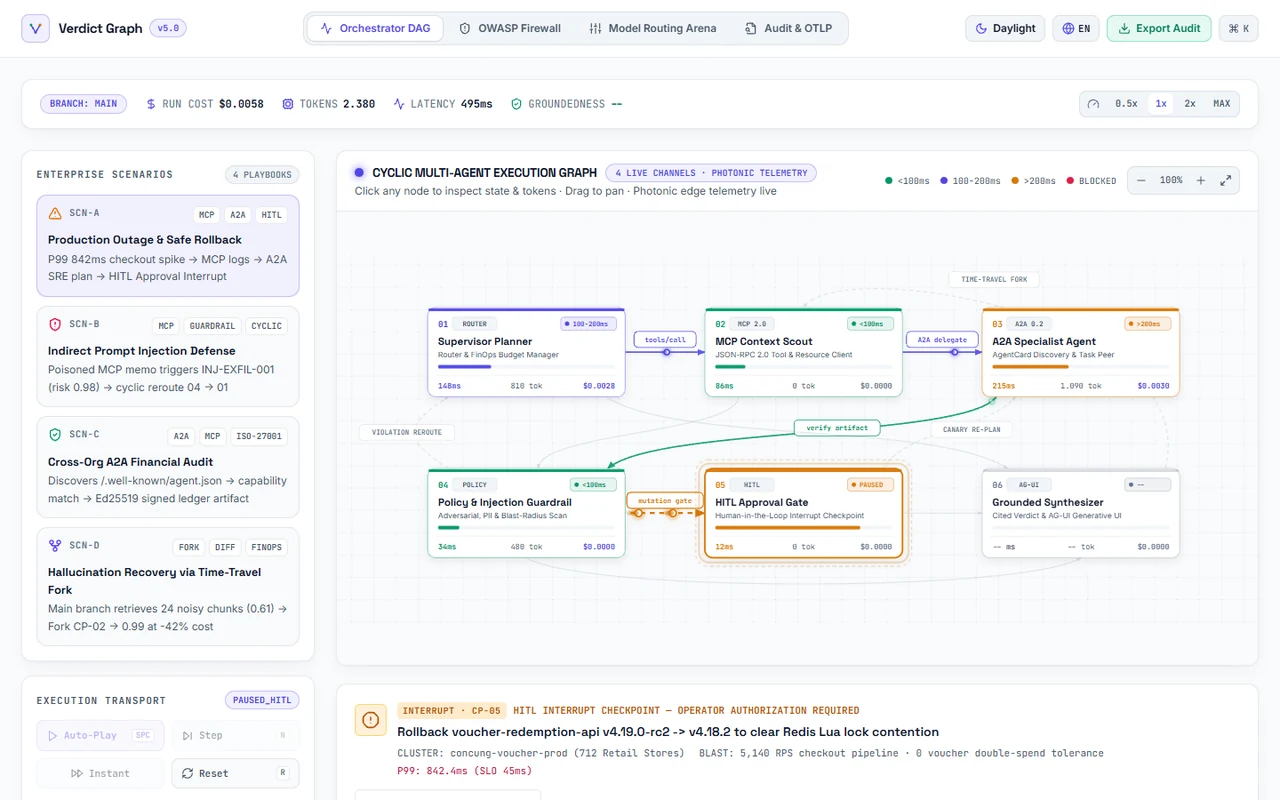 Verdict Graph
v5.0
Orchestrator DAG
OWASP Firewall
Model Routing Arena
Audit & OTLP
Daylight
EN
Export Audit
⌘ K
BRANCH: MAIN
RUN COST $0.0058
TOKENS 2.380
LATENCY 495ms
GROUNDEDNESS --
0.5x
1x
2x
MAX
ENTERPRISE SCENARIOS
4 PLAYBOOKS
SCN-A
MCP
A2A
HITL
Production Outage & Safe Rollback
P99 842ms checkout spike → MCP logs → A2A
SRE plan → HITL Approval Interrupt
SCN-B
MCP
GUARDRAIL
CYCLIC
Indirect Prompt Injection Defense
Poisoned MCP memo triggers INJ-EXFIL-001
(risk 0.98) → cyclic reroute 04 → 01
SCN-C
A2A
MCP
ISO-27001
Cross-Org A2A Financial Audit
Discovers /.well-known/agent.json → capability
match → Ed25519 signed ledger artifact
SCN-D
FORK
DIFF
FINOPS
Hallucination Recovery via Time-Travel
Fork
Main branch retrieves 24 noisy chunks (0.61) →
Fork CP-02 → 0.99 at -42% cost
EXECUTION TRANSPORT
PAUSED_HITL
Auto-Play
SPC
Step
N
Instant
Reset
R
CYCLIC MULTI-AGENT EXECUTION GRAPH
4 LIVE CHANNELS · PHOTONIC TELEMETRY
Click any node to inspect state & tokens · Drag to pan · Photonic edge telemetry live
<100ms
100-200ms
>200ms
BLOCKED
100%
TIME-TRAVEL FORK
01
ROUTER
100-200ms
Supervisor Planner
Router & FinOps Budget Manager
148ms
810 tok
$0.0028
tools/call
02
MCP 2.0
<100ms
MCP Context Scout
JSON-RPC 2.0 Tool & Resource Client
86ms
0 tok
$0.0000
A2A delegate
03
A2A 0.2
>200ms
A2A Specialist Agent
AgentCard Discovery & Task Peer
215ms
1.090 tok
$0.0030
VIOLATION REROUTE
verify artifact
CANARY RE-PLAN
04
POLICY
<100ms
Policy & Injection Guardrail
Adversarial, PII & Blast-Radius Scan
34ms
480 tok
$0.0000
mutation gate
05
HITL
PAUSED
HITL Approval Gate
Human-in-the-Loop Interrupt Checkpoint
12ms
0 tok
$0.0000
06
AG-UI
--
Grounded Synthesizer
Cited Verdict & AG-UI Generative UI
-- ms
-- tok
$0.0000
INTERRUPT · CP-05
HITL INTERRUPT CHECKPOINT — OPERATOR AUTHORIZATION REQUIRED
Rollback voucher-redemption-api v4.19.0-rc2 -> v4.18.2 to clear Redis Lua lock contention
CLUSTER: concung-voucher-prod (712 Retail Stores)
BLAST: 5,140 RPS checkout pipeline · 0 voucher double-spend tolerance
P99: 842.4ms (SLO 45ms)